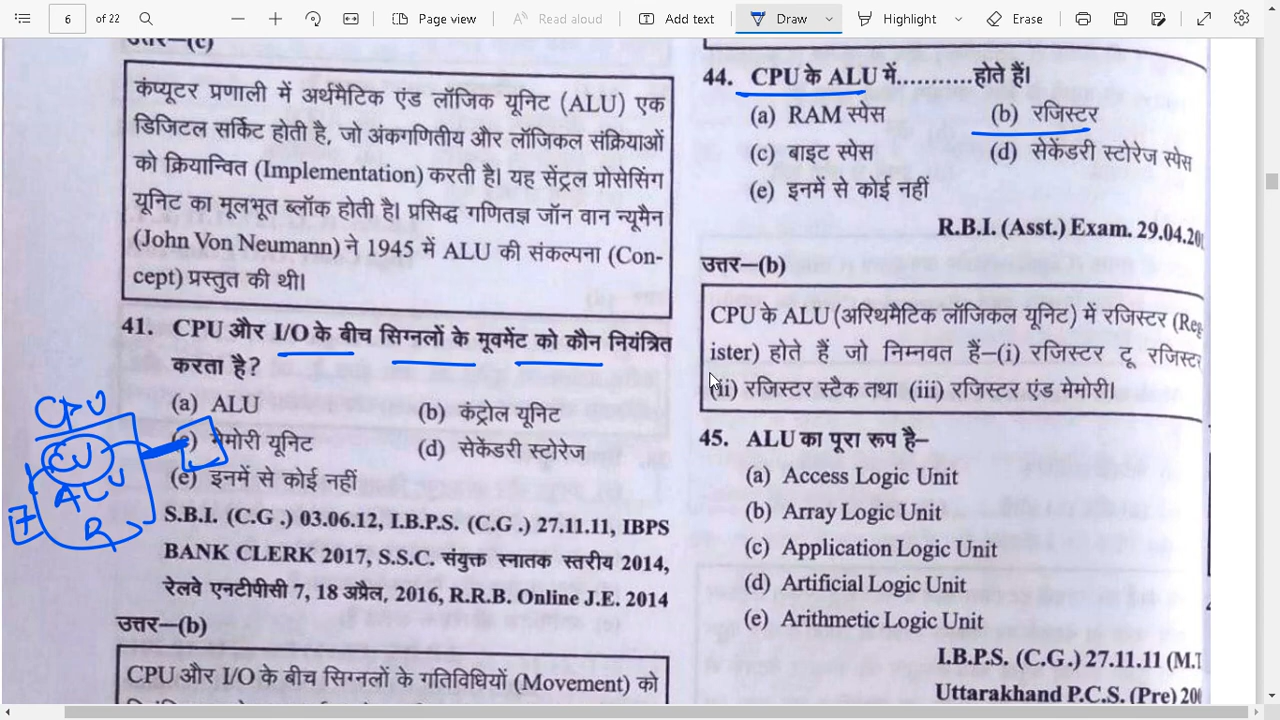 6 of 22 Page view Read aloud Add text Draw Highlight Erase
उत्तर–(c)
कंप्यूटर प्रणाली में अर्थमैटिक एंड लॉजिक यूनिट (ALU) एक
डिजिटल सर्किट होती है, जो अंकगणितीय और लॉजिकल संक्रियाओं
को क्रियान्वित (Implementation) करती है। यह सेंट्रल प्रोसेसिंग
यूनिट का मूलभूत ब्लॉक होती है। प्रसिद्ध गणितज्ञ जॉन वान न्यूमैन
(John Von Neumann) ने 1945 में ALU की संकल्पना (Con-
cept) प्रस्तुत की थी।
41. CPU और I/O के बीच सिग्नलों के मूवमेंट को कौन नियंत्रित
करता है?
(a) ALU (b) कंट्रोल यूनिट
(c) मेमोरी यूनिट (d) सेकेंडरी स्टोरेज
(e) इनमें से कोई नहीं
S.B.I. (C.G.) 03.06.12, I.B.P.S. (C.G.) 27.11.11, IBPS
BANK CLERK 2017, S.S.C. संयुक्त स्नातक स्तरीय 2014,
रेलवे एनटीपीसी 7, 18 अप्रैल, 2016, R.R.B. Online J.E. 2014
उत्तर–(b)
CPU और I/O के बीच सिग्नलों के गतिविधियों (Movement) को
CPU
CU
ALU
R
44. CPU के ALU में...........होते हैं।
(a) RAM स्पेस (b) रजिस्टर
(c) बाइट स्पेस (d) सेकेंडरी स्टोरेज स्पेस
(e) इनमें से कोई नहीं
R.B.I. (Asst.) Exam. 29.04.20
उत्तर–(b)
CPU के ALU (अरिथमैटिक लॉजिकल यूनिट) में रजिस्टर (Reg-
ister) होते हैं जो निम्नवत हैं–(i) रजिस्टर टू रजिस्टर
(ii) रजिस्टर स्टैक तथा (iii) रजिस्टर एंड मेमोरी।
45. ALU का पूरा रूप है–
(a) Access Logic Unit
(b) Array Logic Unit
(c) Application Logic Unit
(d) Artificial Logic Unit
(e) Arithmetic Logic Unit
I.B.P.S. (C.G.) 27.11.11 (M.T
Uttarakhand P.C.S. (Pre) 200